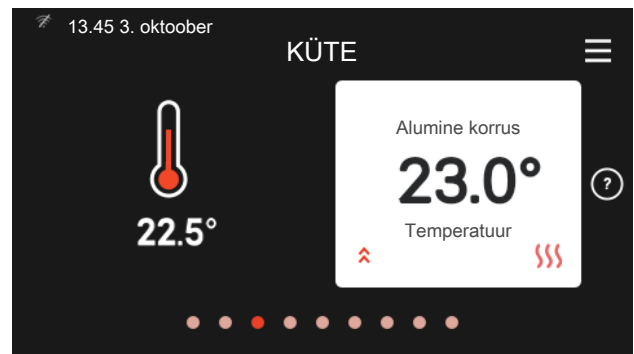 13.45 3. oktoober
KÜTE
22.5°
Alumine korrus
23.0°
Temperatuur
?